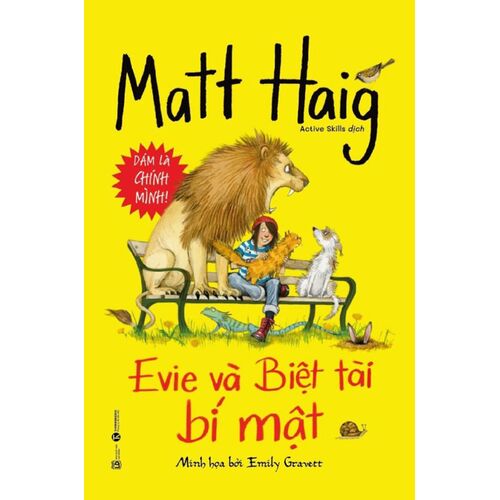 Matt Haig
Active Skills dịch
DÁM LÀ
CHÍNH
MÌNH!
Evie và Biệt tài
bí mật
Minh họa bởi Emily Gravett